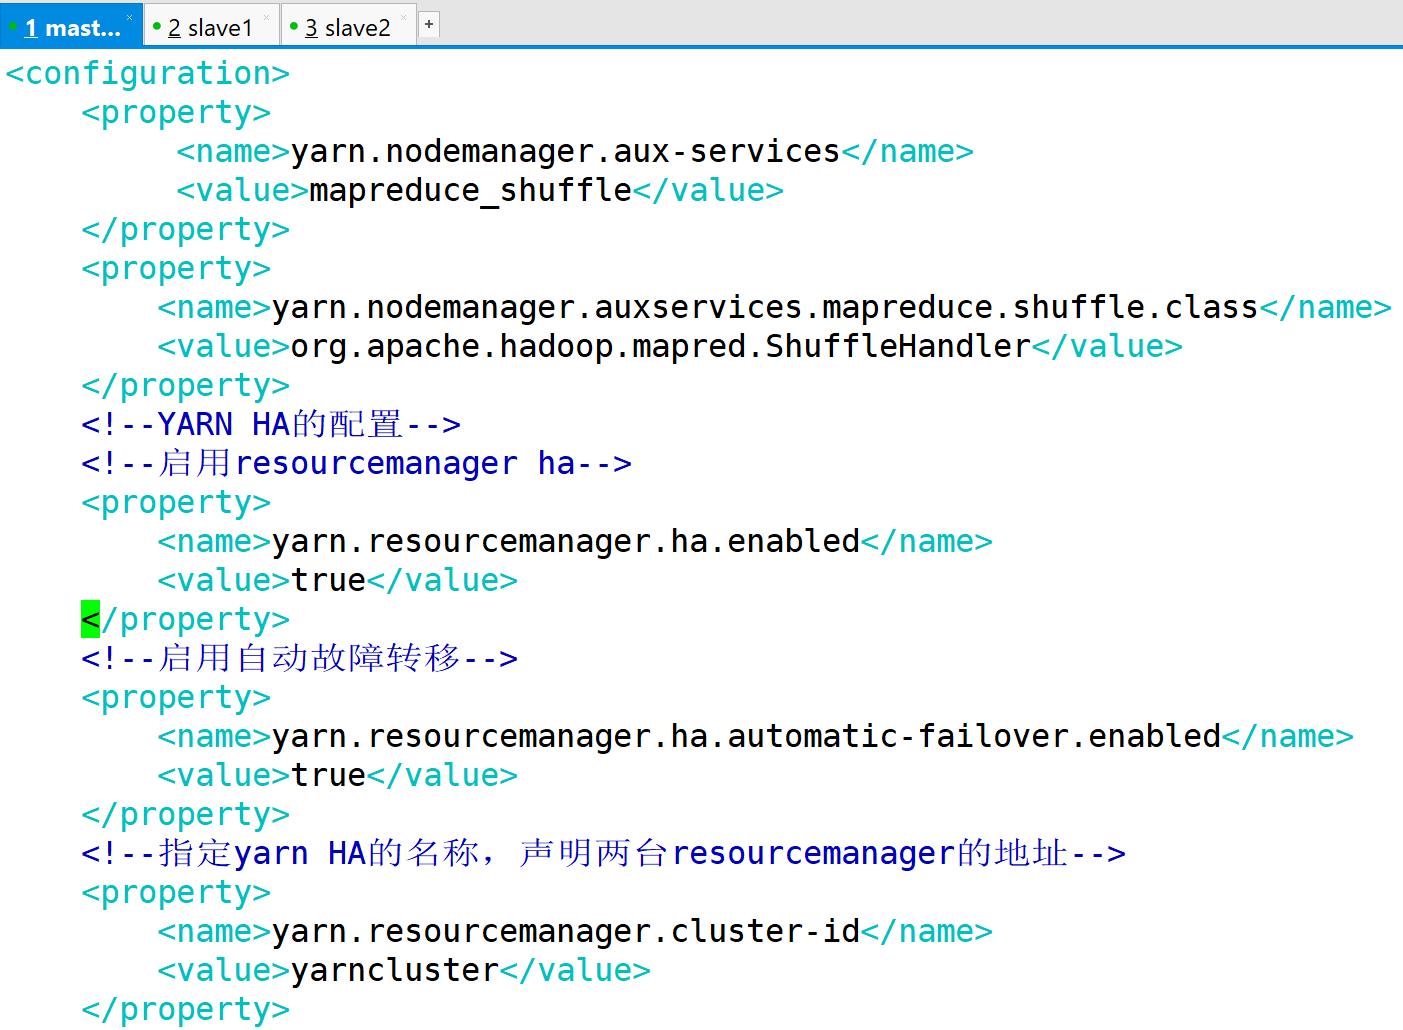 1 mast... × 2 slave1 × 3 slave2 × +
<configuration>
<property>
<name>yarn.nodemanager.aux-services</name>
<value>mapreduce_shuffle</value>
</property>
<property>
<name>yarn.nodemanager.auxservices.mapreduce.shuffle.class</name>
<value>org.apache.hadoop.mapred.ShuffleHandler</value>
</property>
<!--YARN HA的配置-->
<!--启用resourcemanager ha-->
<property>
<name>yarn.resourcemanager.ha.enabled</name>
<value>true</value>
</property>
<!--启用自动故障转移-->
<property>
<name>yarn.resourcemanager.ha.automatic-failover.enabled</name>
<value>true</value>
</property>
<!--指定yarn HA的名称，声明两台resourcemanager的地址-->
<property>
<name>yarn.resourcemanager.cluster-id</name>
<value>yarncluster</value>
</property>